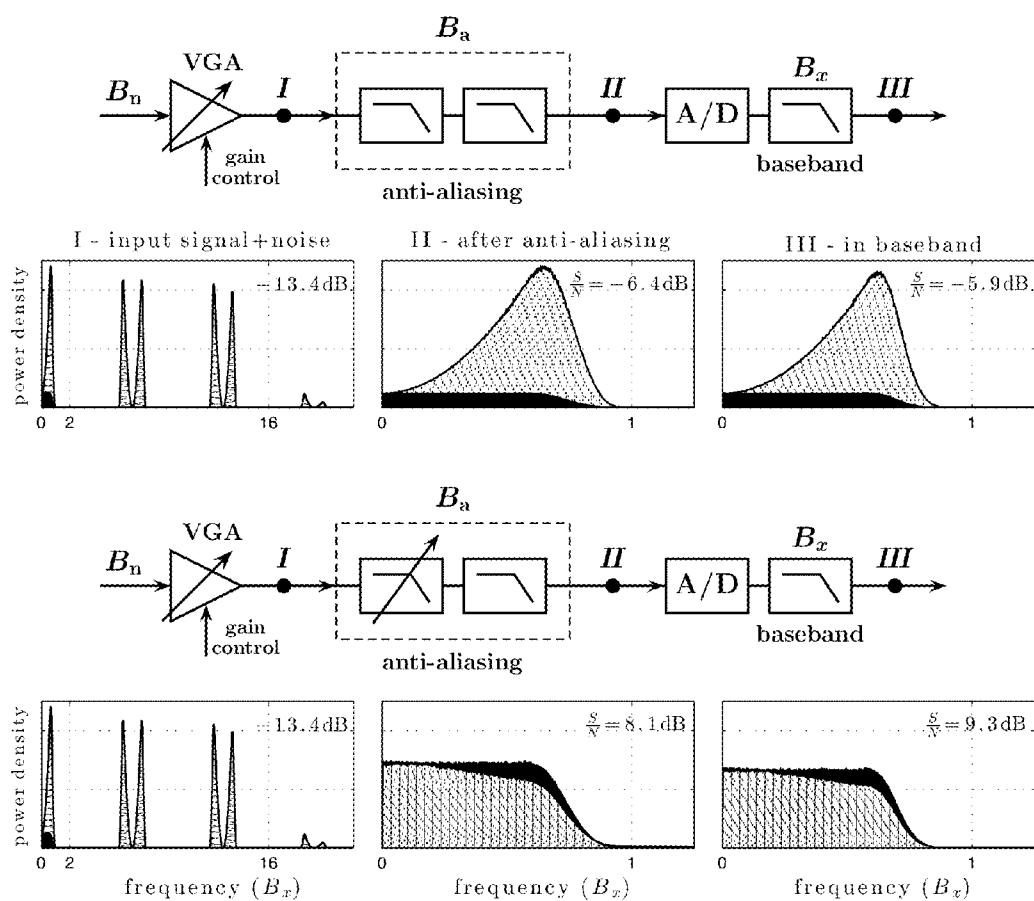 B_a
VGA
B_n
I
II
B_x
III
A/D
gain control
baseband
anti-aliasing
I - input signal+noise
II - after anti-aliasing
III - in baseband
power density
-13.4dB
S/N = -6.4dB
S/N = -5.9dB
0 2 16
0 1
0 1
B_a
VGA
B_n
I
II
B_x
III
A/D
gain control
baseband
anti-aliasing
power density
-13.4dB
S/N = 8.1dB
S/N = 9.3dB
0 2 16
0 1
0 1
frequency (B_x)
frequency (B_x)
frequency (B_x)